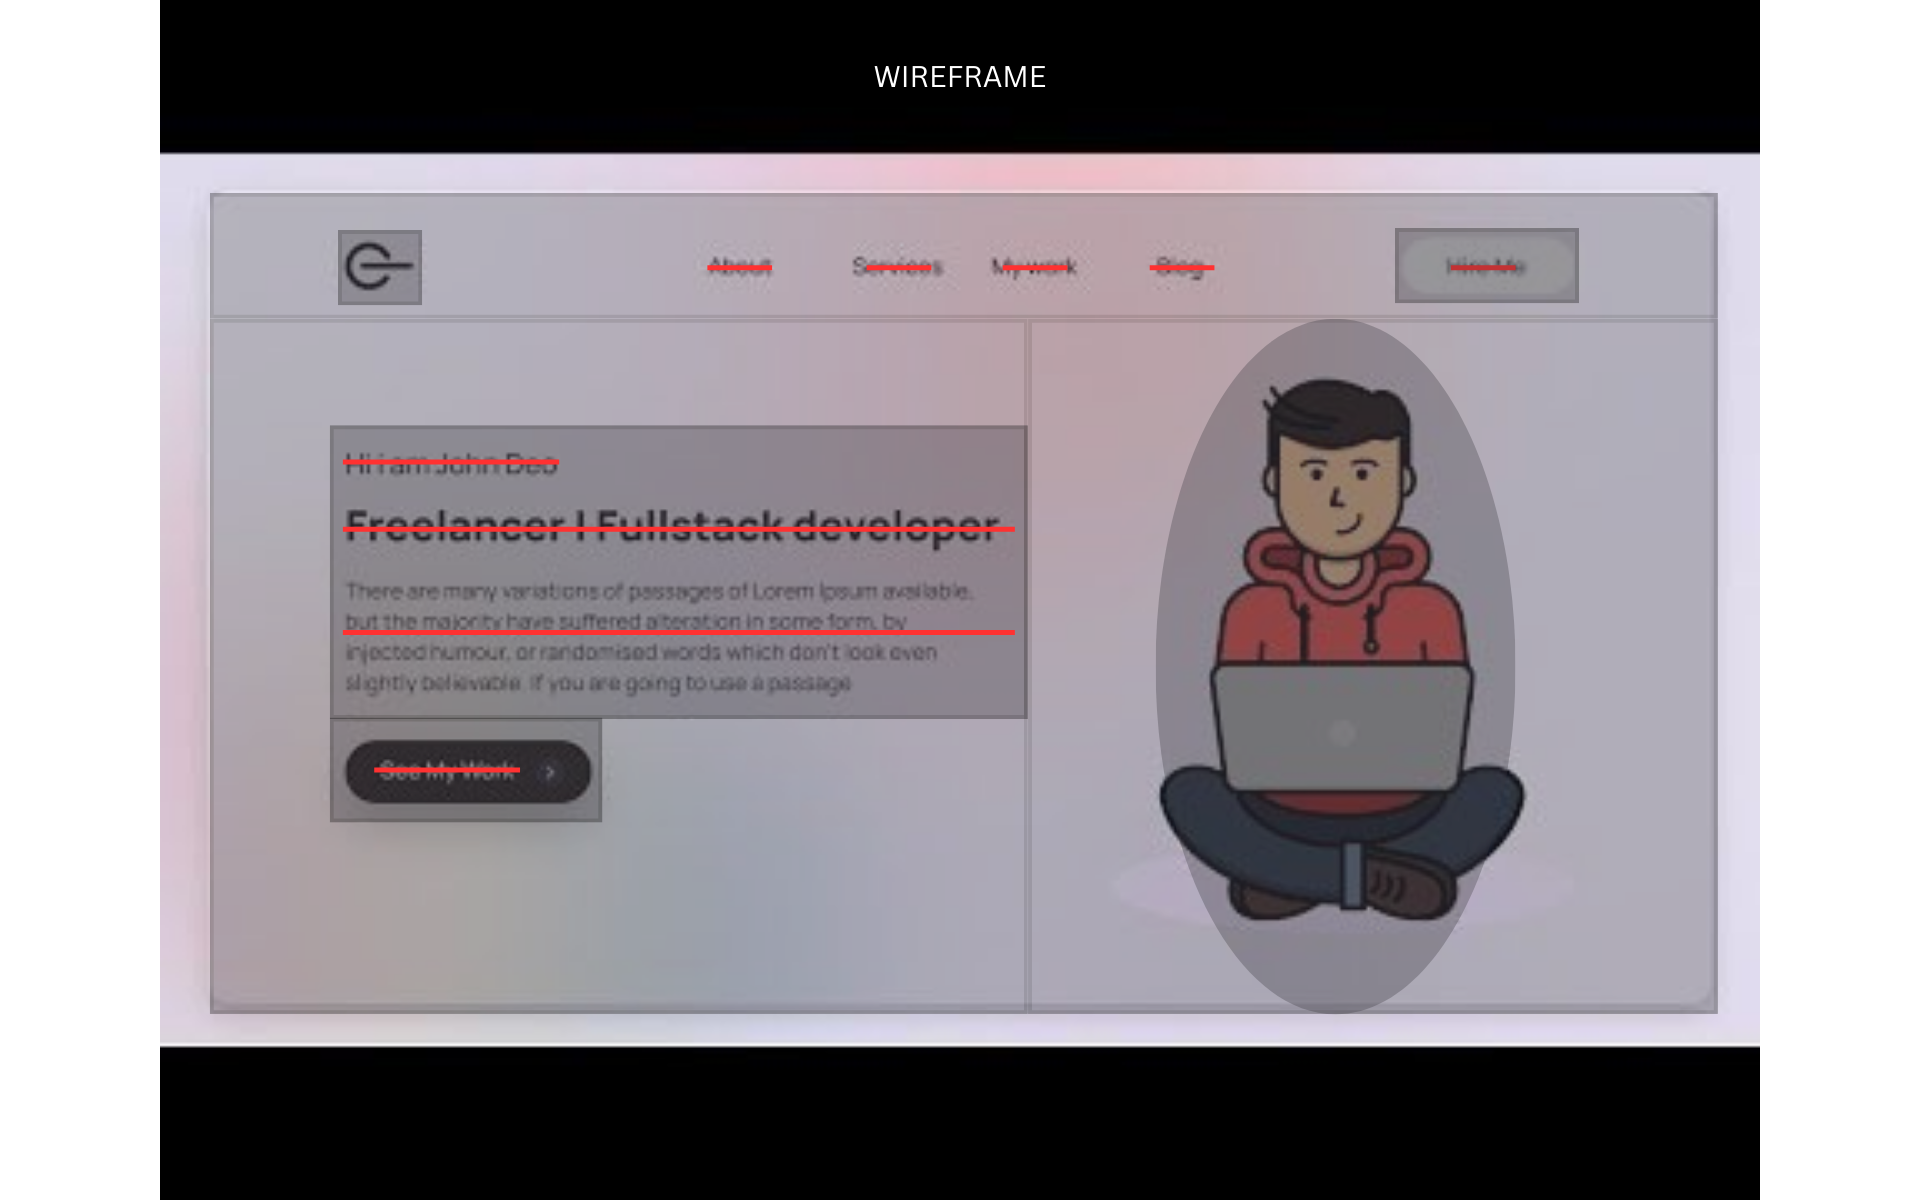 WIREFRAME
About Services My work Blog Hire Me
Hi i am John Deo
Freelancer I Fullstack developer
There are many variations of passages of Lorem Ipsum available,
but the majority have suffered alteration in some form, by
injected humour, or randomised words which don't look even
slightly believable. If you are going to use a passage
See My Work